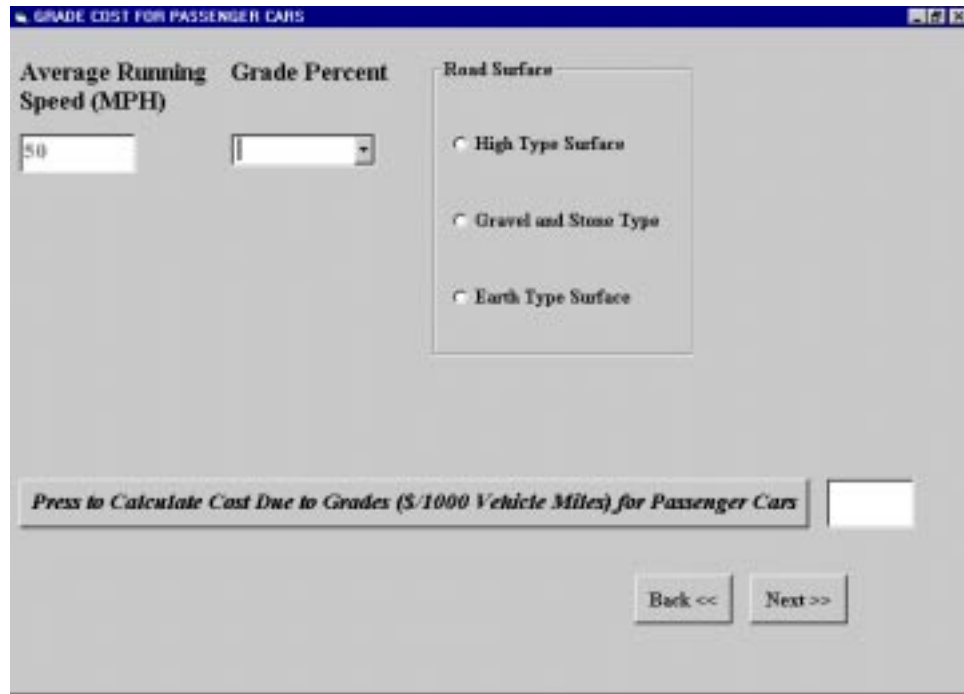 GRADE COST FOR PASSENGER CARS
Average Running
Speed (MPH)
Grade Percent
Road Surface
50
High Type Surface
Gravel and Stone Type
Earth Type Surface
Press to Calculate Cost Due to Grades ($/1000 Vehicle Miles) for Passenger Cars
Back <<
Next >>